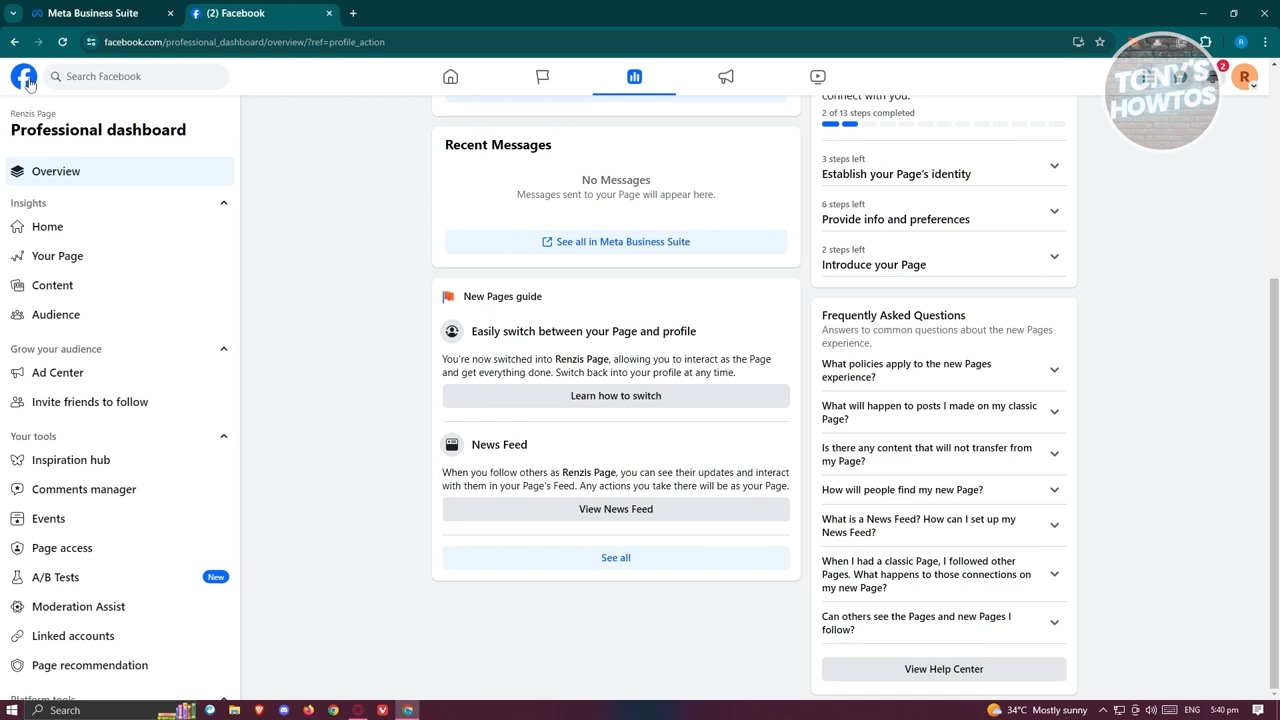 Meta Business Suite
(2) Facebook
facebook.com/professional_dashboard/overview/?ref=profile_action
R
Search Facebook
2
R
TONY'S
HOWTOS
Renzis Page
Professional dashboard
Overview
Insights
Home
Your Page
Content
Audience
Grow your audience
Ad Center
Invite friends to follow
Your tools
Inspiration hub
Comments manager
Events
Page access
A/B Tests
New
Moderation Assist
Linked accounts
Page recommendation
Platform tools
Recent Messages
No Messages
Messages sent to your Page will appear here.
See all in Meta Business Suite
New Pages guide
Easily switch between your Page and profile
You're now switched into Renzis Page, allowing you to interact as the Page
and get everything done. Switch back into your profile at any time.
Learn how to switch
News Feed
When you follow others as Renzis Page, you can see their updates and interact
with them in your Page's Feed. Any actions you take there will be as your Page.
View News Feed
See all
connect with you.
2 of 13 steps completed
3 steps left
Establish your Page's identity
6 steps left
Provide info and preferences
2 steps left
Introduce your Page
Frequently Asked Questions
Answers to common questions about the new Pages
experience.
What policies apply to the new Pages
experience?
What will happen to posts I made on my classic
Page?
Is there any content that will not transfer from
my Page?
How will people find my new Page?
What is a News Feed? How can I set up my
News Feed?
When I had a classic Page, I followed other
Pages. What happens to those connections on
my new Page?
Can others see the Pages and new Pages I
follow?
View Help Center
Search
34°C Mostly sunny
ENG
5:40 pm